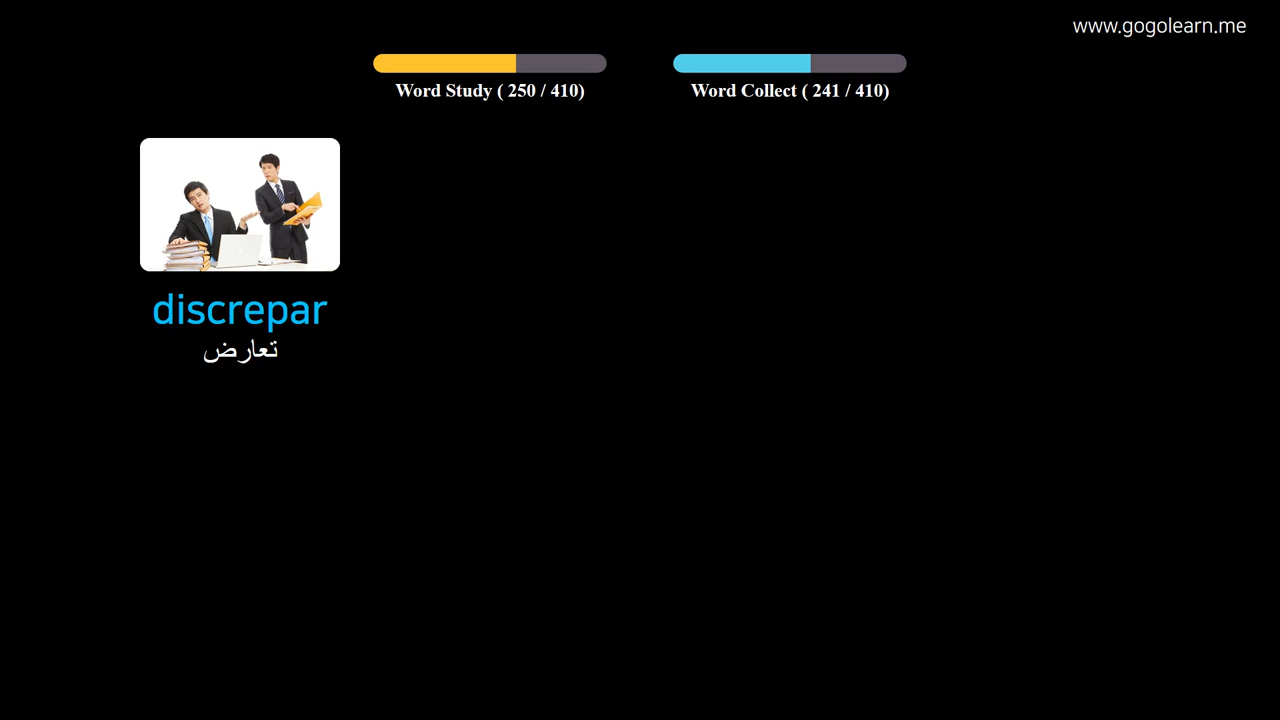 www.gogolearn.me
Word Study ( 250 / 410)
Word Collect ( 241 / 410)
discrepar
تعارض